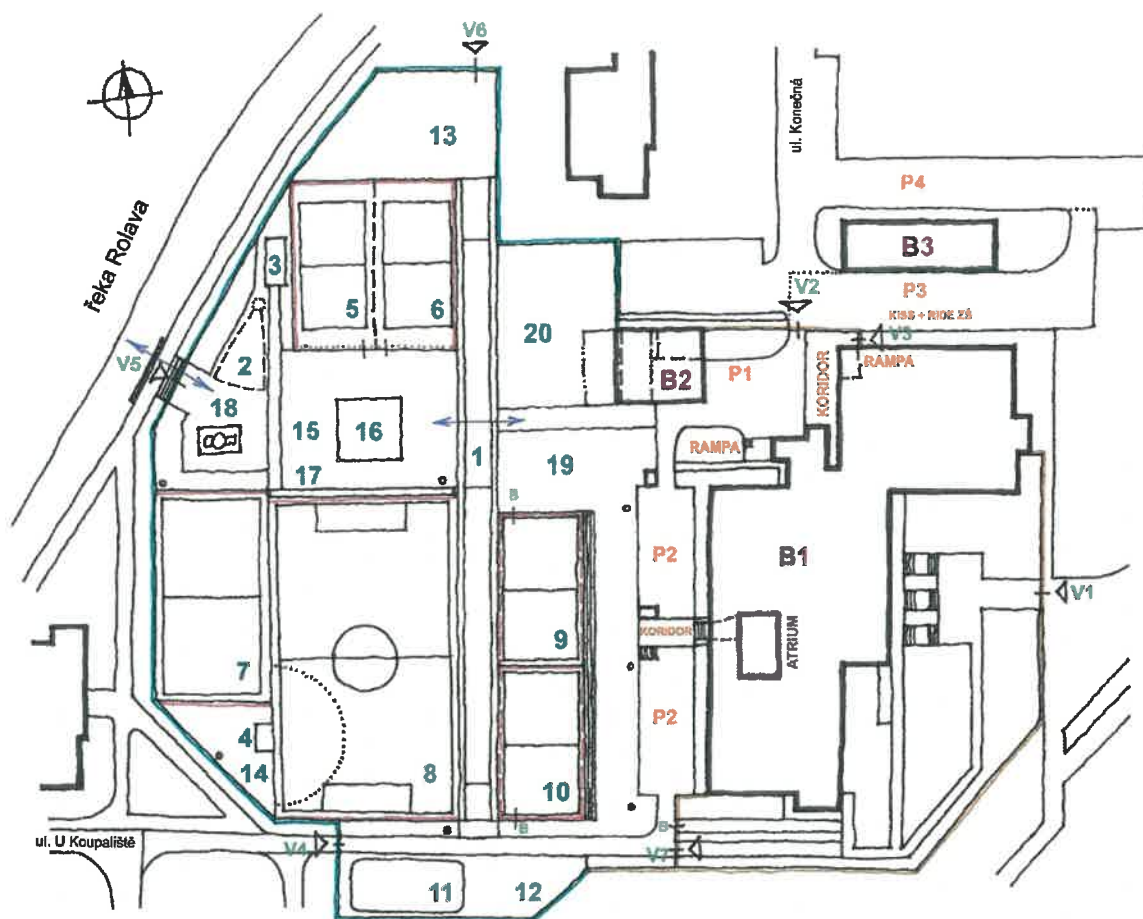 V6
ul. Konečná
13
P4
řeka Rolava
3
B3
V2
P3
5
6
KISS + RIDE ZŠ
V5
2
20
B2
P1
KORIDOR
V3
RAMPA
18
15
16
1
19
RAMPA
17
B
P2
B1
V1
9
KORIDOR
ATRIUM
7
P2
4
14
8
10
B
B
ul. U Koupaliště
V4
V7
11
12